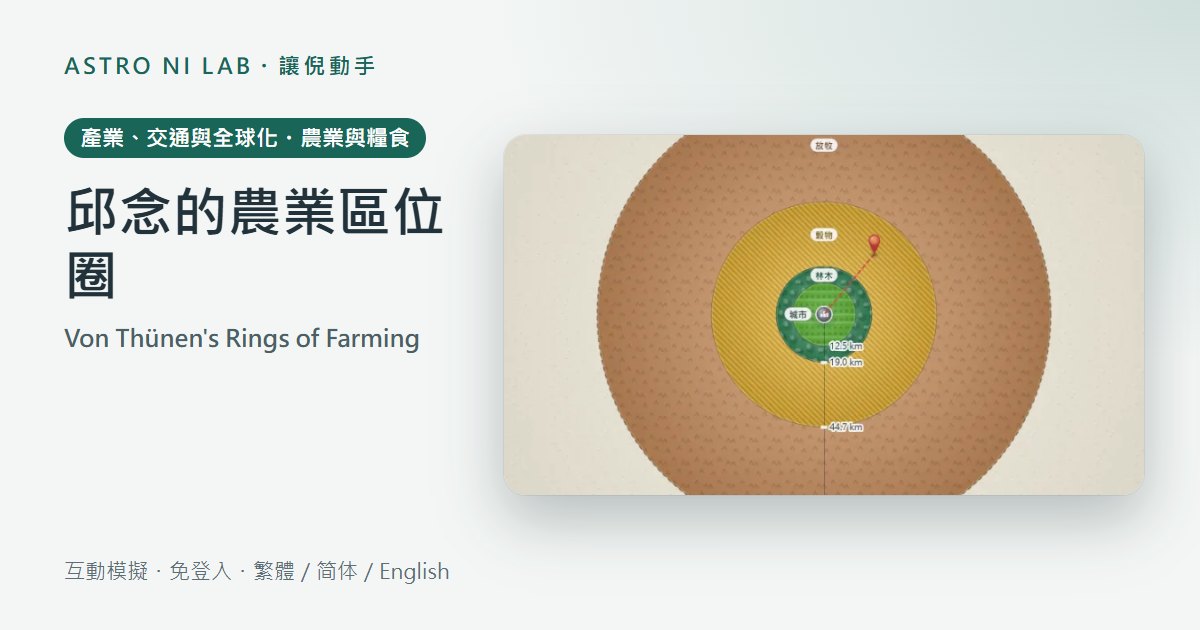 ASTRO NI LAB · 讓倪動手
產業、交通與全球化 · 農業與糧食
邱念的農業區位
圈
Von Thünen's Rings of Farming
放牧
穀物
林木
城市
12.5 km
19.0 km
44.7 km
互動模擬 · 免登入 · 繁體 / 简体 / English